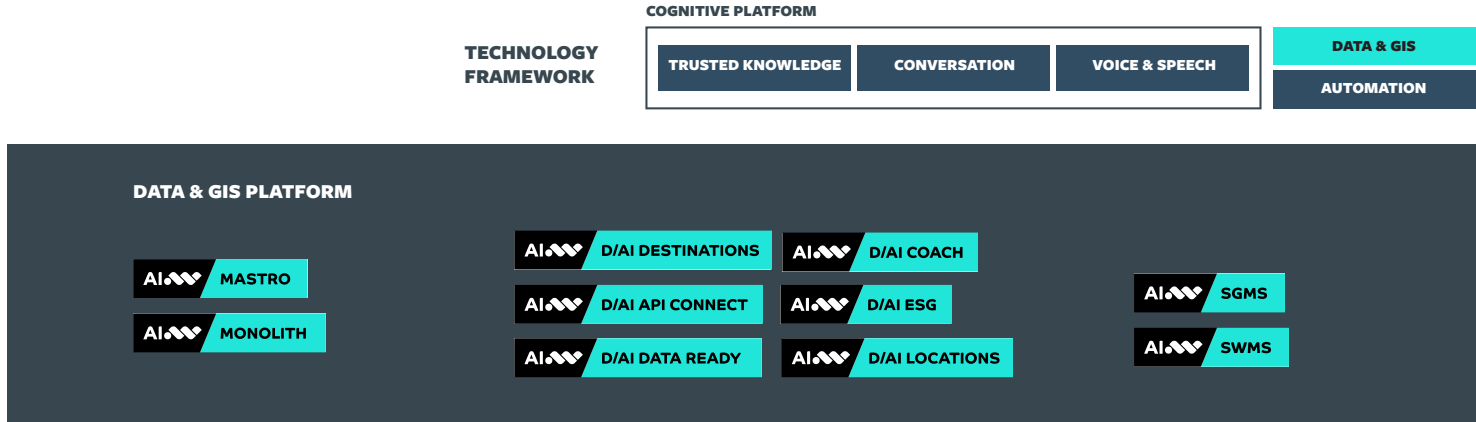 COGNITIVE PLATFORM
TECHNOLOGY
FRAMEWORK
TRUSTED KNOWLEDGE
CONVERSATION
VOICE & SPEECH
DATA & GIS
AUTOMATION
DATA & GIS PLATFORM
AI MASTRO
AI MONOLITH
AI D/AI DESTINATIONS
AI D/AI API CONNECT
AI D/AI DATA READY
AI D/AI COACH
AI D/AI ESG
AI D/AI LOCATIONS
AI SGMS
AI SWMS